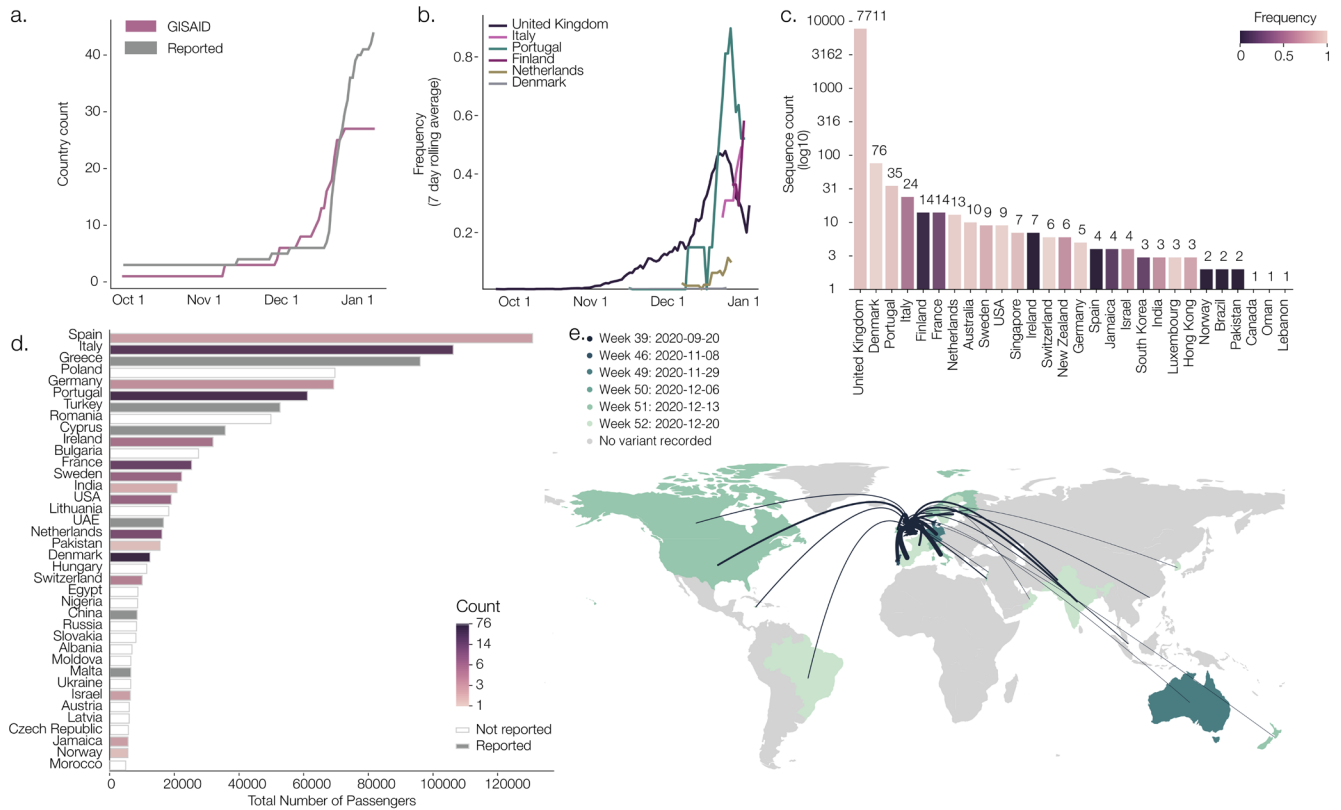 a.
GISAID
Reported
Country count
40
30
20
10
0
Oct 1
Nov 1
Dec 1
Jan 1
b.
United Kingdom
Italy
Portugal
Finland
Netherlands
Denmark
Frequency
(7 day rolling average)
0.8
0.6
0.4
0.2
Oct 1
Nov 1
Dec 1
Jan 1
c.
Frequency
0
0.5
1
Sequence count
(log10)
10000
3162
1000
316
100
31
10
3
1
7711
76
35
24
14
14
13
10
9
9
7
7
6
6
5
4
4
4
3
3
3
3
2
2
2
1
1
1
United Kingdom
Denmark
Portugal
Italy
Finland
France
Netherlands
Australia
Sweden
USA
Singapore
Ireland
Switzerland
New Zealand
Germany
Spain
Jamaica
Israel
South Korea
India
Luxembourg
Hong Kong
Norway
Brazil
Pakistan
Canada
Oman
Lebanon
d.
Spain
Italy
Greece
Poland
Germany
Portugal
Turkey
Romania
Cyprus
Ireland
Bulgaria
France
Sweden
India
USA
Lithuania
UAE
Netherlands
Pakistan
Denmark
Hungary
Switzerland
Egypt
Nigeria
China
Russia
Slovakia
Albania
Moldova
Malta
Ukraine
Israel
Austria
Latvia
Czech Republic
Jamaica
Norway
Morocco
0
20000
40000
60000
80000
100000
120000
Total Number of Passengers
Count
76
14
6
3
1
Not reported
Reported
e.
Week 39: 2020-09-20
Week 46: 2020-11-08
Week 49: 2020-11-29
Week 50: 2020-12-06
Week 51: 2020-12-13
Week 52: 2020-12-20
No variant recorded